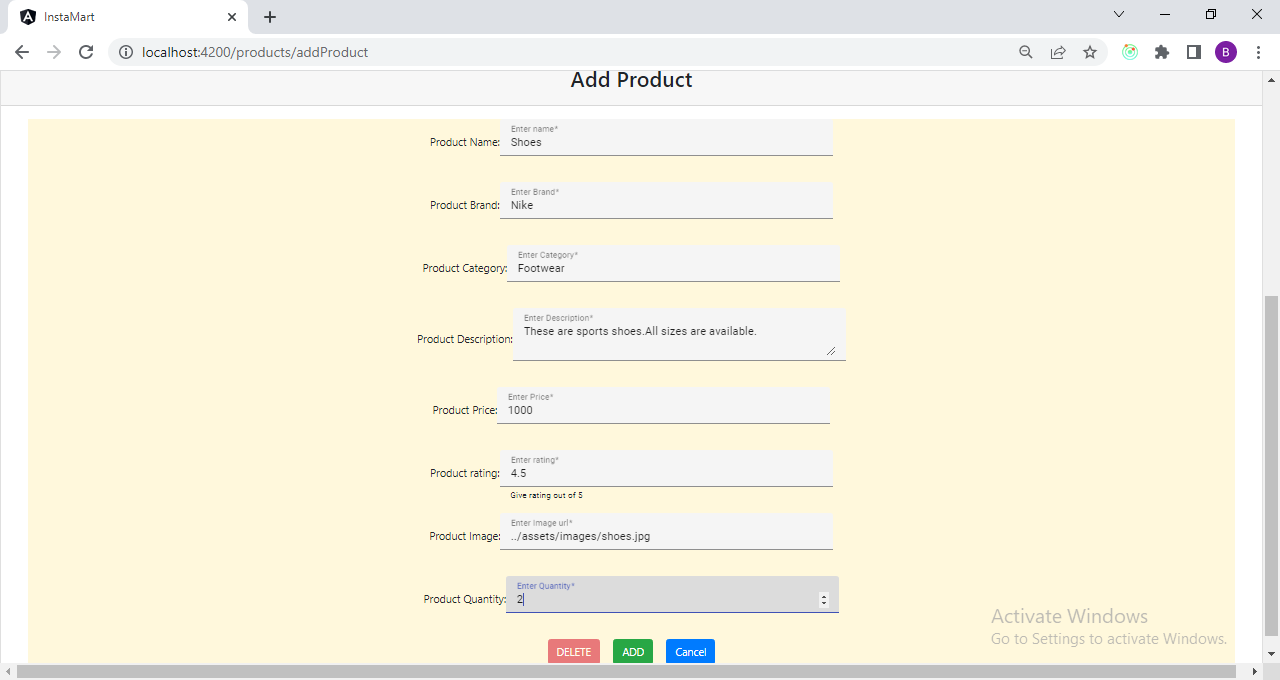 InstaMart
localhost:4200/products/addProduct
B
Add Product
Enter name*
Product Name: Shoes
Enter Brand*
Product Brand: Nike
Enter Category*
Product Category: Footwear
Enter Description*
These are sports shoes.All sizes are available.
Product Description:
Enter Price*
Product Price: 1000
Enter rating*
Product rating: 4.5
Give rating out of 5
Enter Image url*
Product Image: ../assets/images/shoes.jpg
Enter Quantity*
Product Quantity: 2
DELETE ADD Cancel
Activate Windows
Go to Settings to activate Windows.